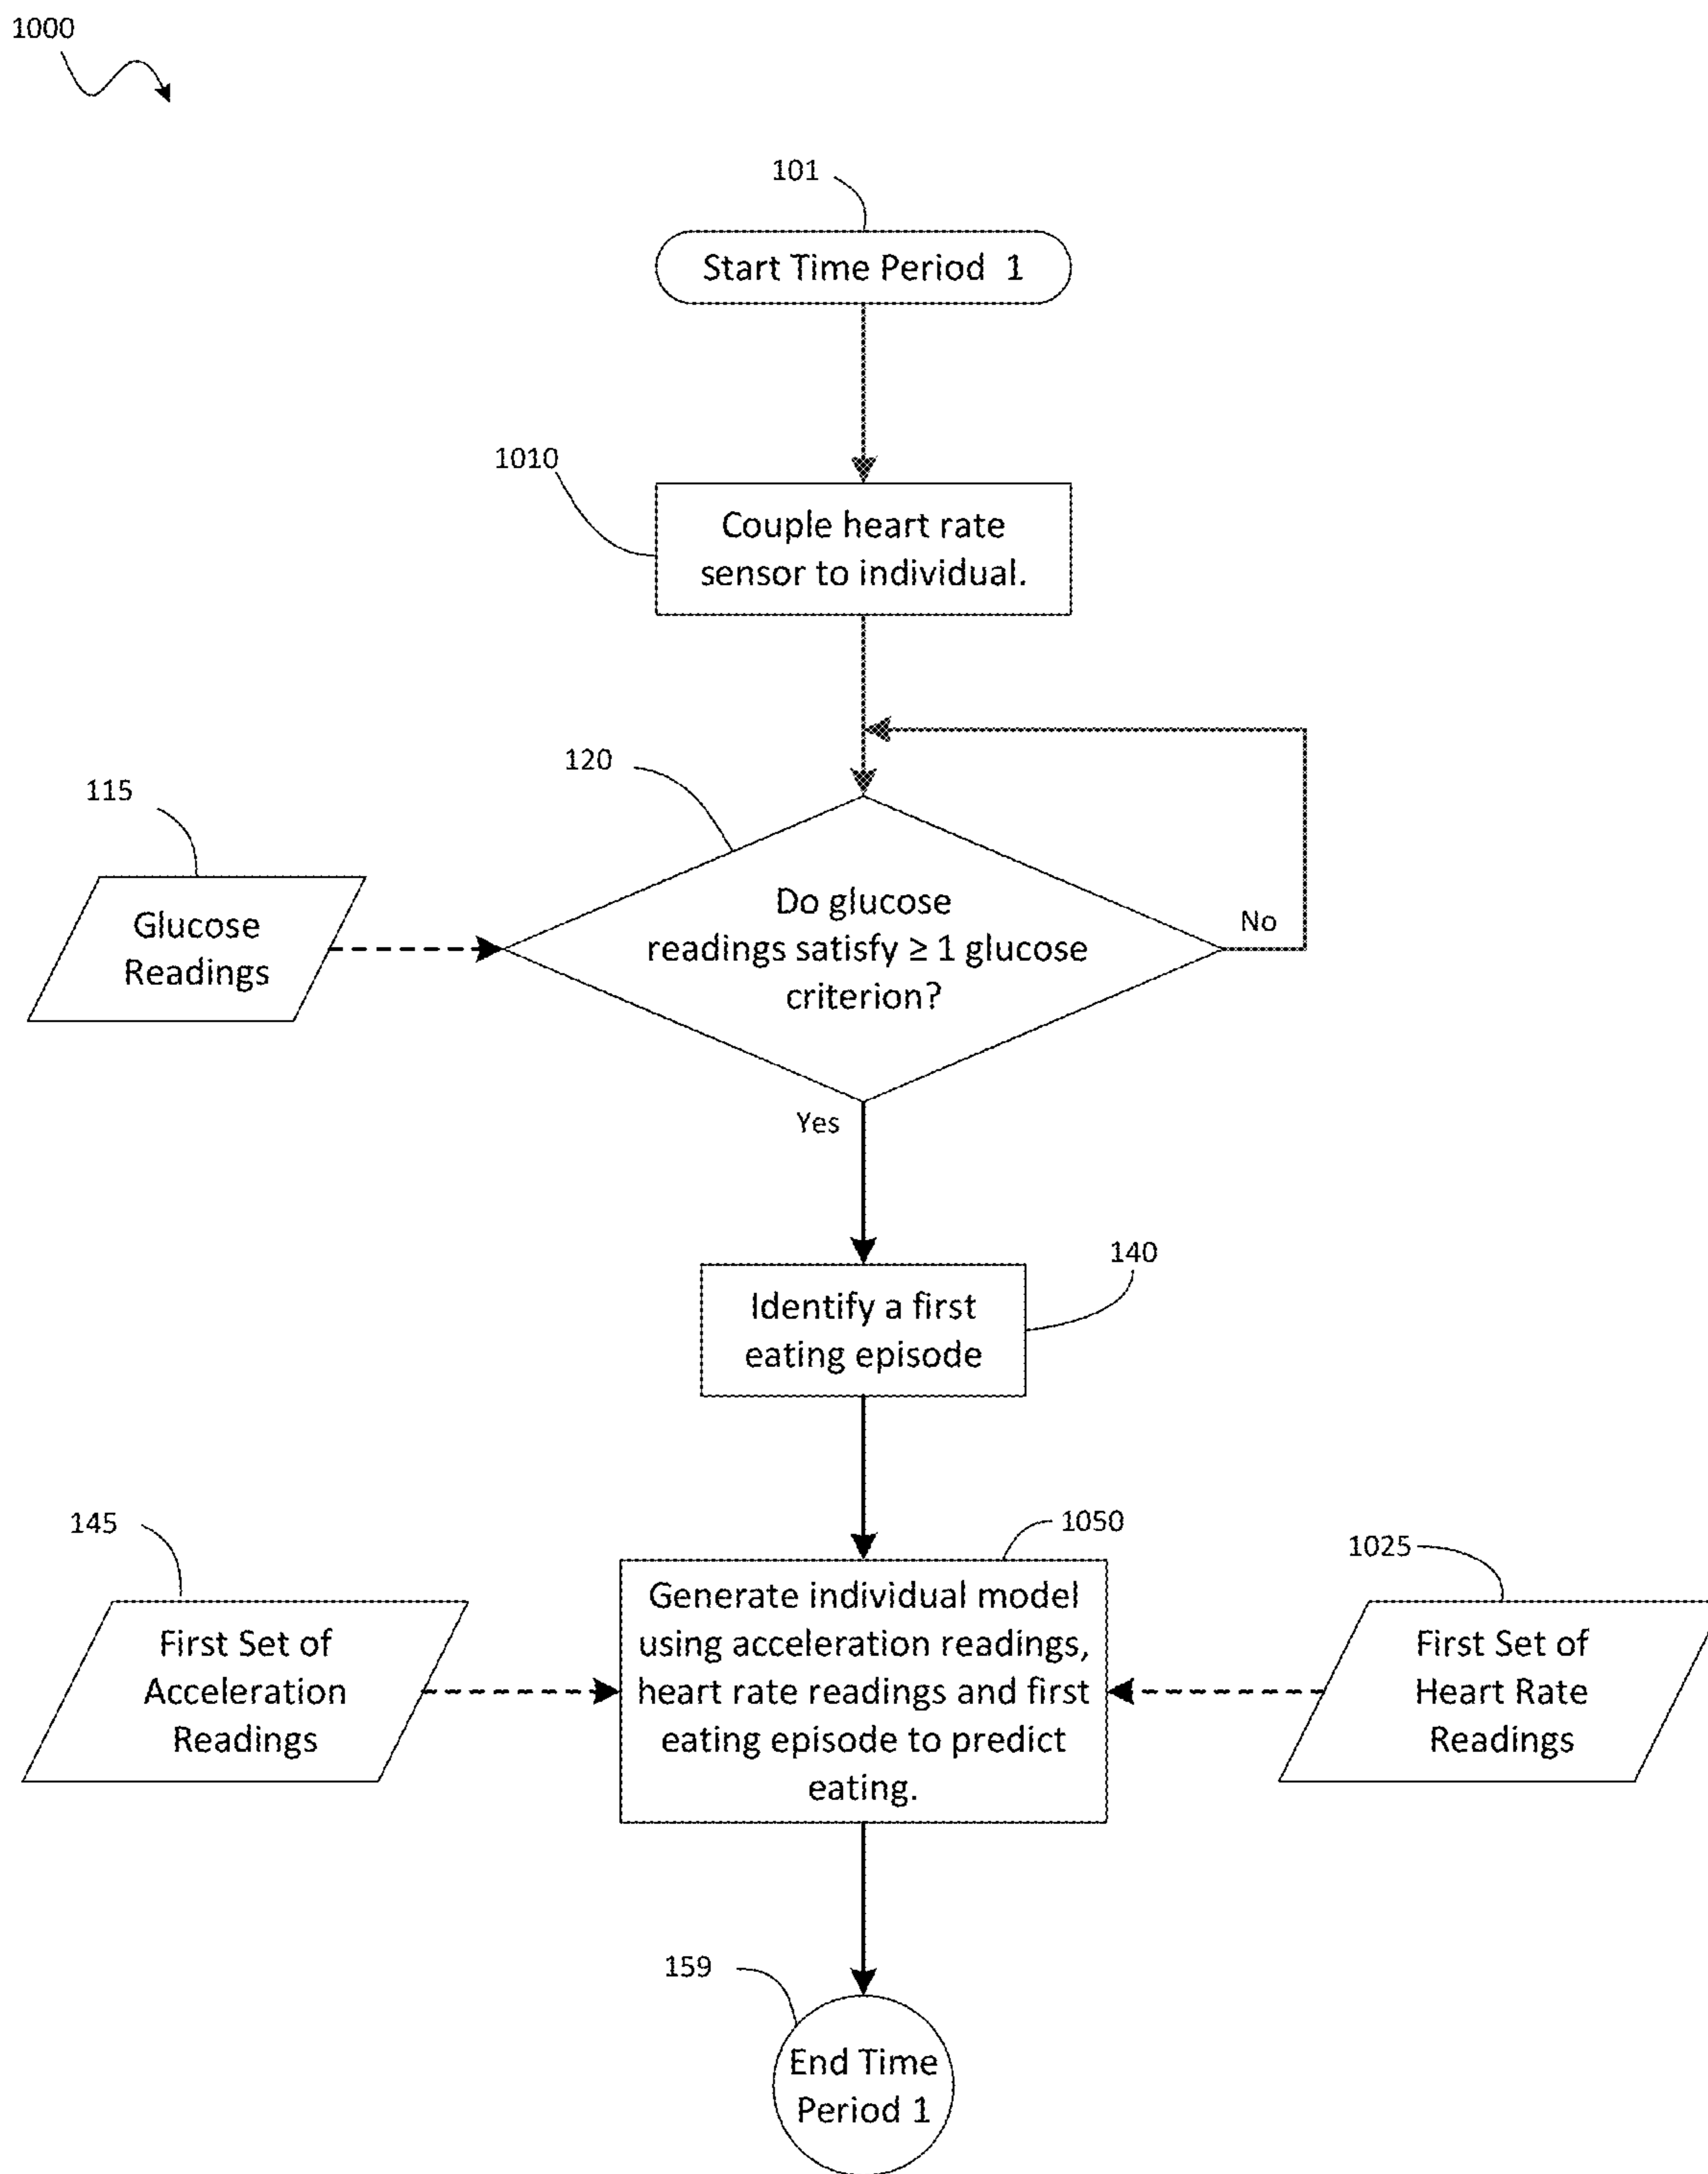 1000
101
Start Time Period 1
1010
Couple heart rate
sensor to individual.
120
115
Glucose
Readings
Do glucose
readings satisfy ≥ 1 glucose
criterion?
No
Yes
140
Identify a first
eating episode
145
1050
1025
First Set of
Acceleration
Readings
Generate individual model
using acceleration readings,
heart rate readings and first
eating episode to predict
eating.
First Set of
Heart Rate
Readings
159
End Time
Period 1